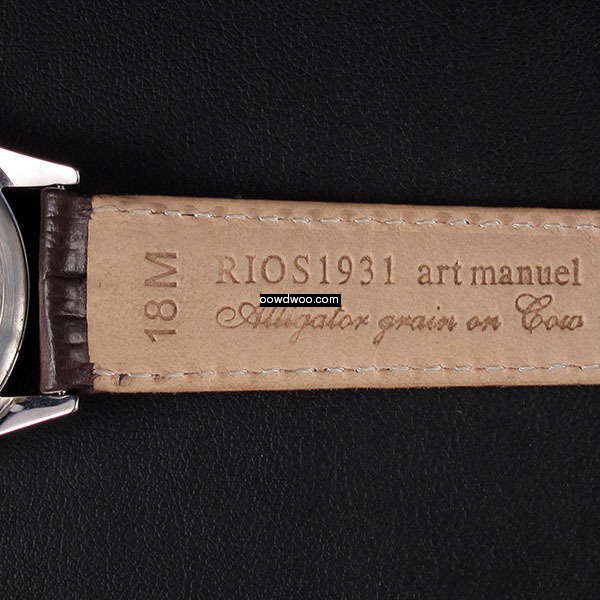 18M
RIOS1931 art manuel
oowdwoo.com
Alligator grain on Cow